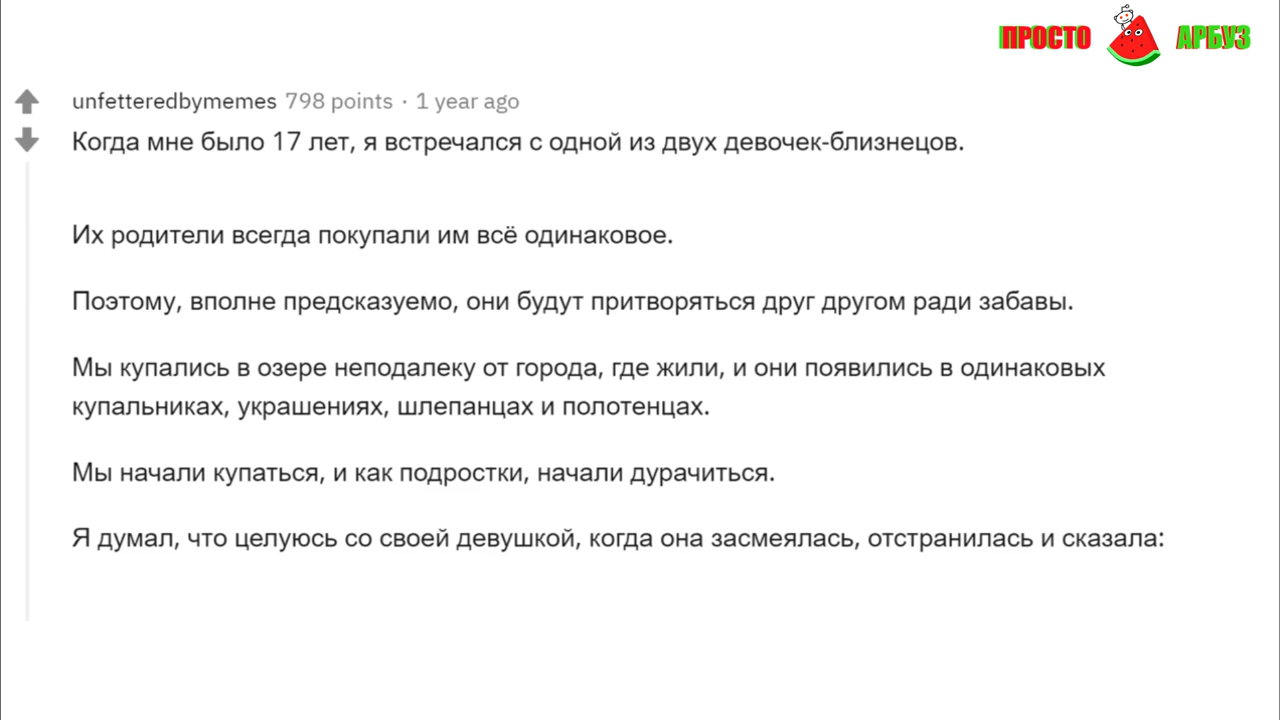 ПРОСТО АРБУЗ
unfetteredbymemes 798 points · 1 year ago
Когда мне было 17 лет, я встречался с одной из двух девочек-близнецов.
Их родители всегда покупали им всё одинаковое.
Поэтому, вполне предсказуемо, они будут притворяться друг другом ради забавы.
Мы купались в озере неподалеку от города, где жили, и они появились в одинаковых
купальниках, украшениях, шлепанцах и полотенцах.
Мы начали купаться, и как подростки, начали дурачиться.
Я думал, что целуюсь со своей девушкой, когда она засмеялась, отстранилась и сказала: